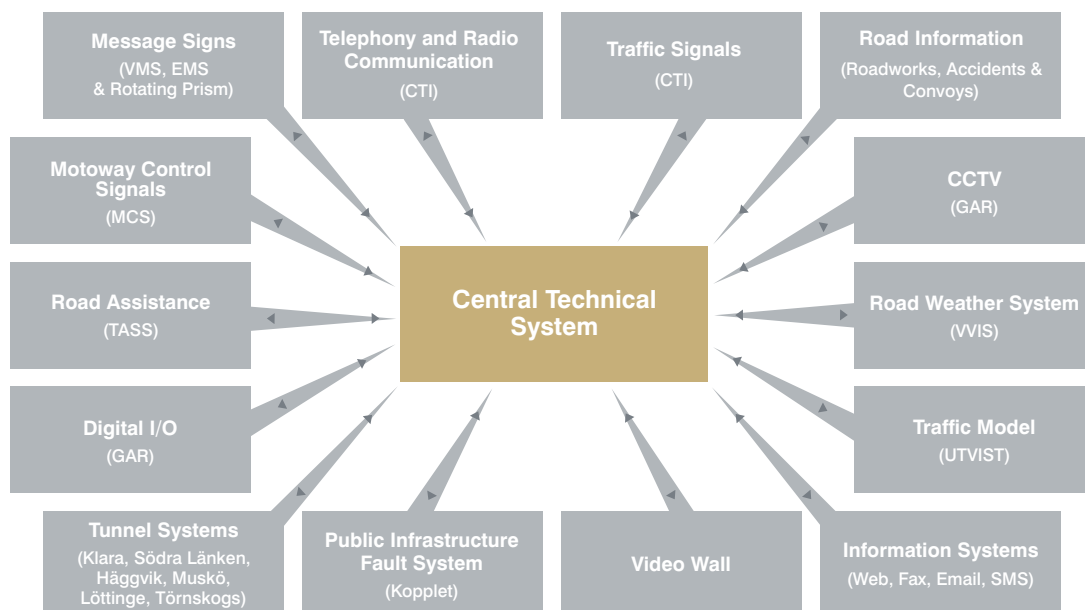 Message Signs
(VMS, EMS
& Rotating Prism)
Telephony and Radio
Communication
(CTI)
Traffic Signals
(CTI)
Road Information
(Roadworks, Accidents &
Convoys)
Motoway Control
Signals
(MCS)
CCTV
(GAR)
Road Assistance
(TASS)
Central Technical
System
Road Weather System
(VVIS)
Digital I/O
(GAR)
Traffic Model
(UTVIST)
Tunnel Systems
(Klara, Södra Länken,
Häggvik, Muskö,
Löttinge, Törnskogs)
Public Infrastructure
Fault System
(Kopplet)
Video Wall
Information Systems
(Web, Fax, Email, SMS)